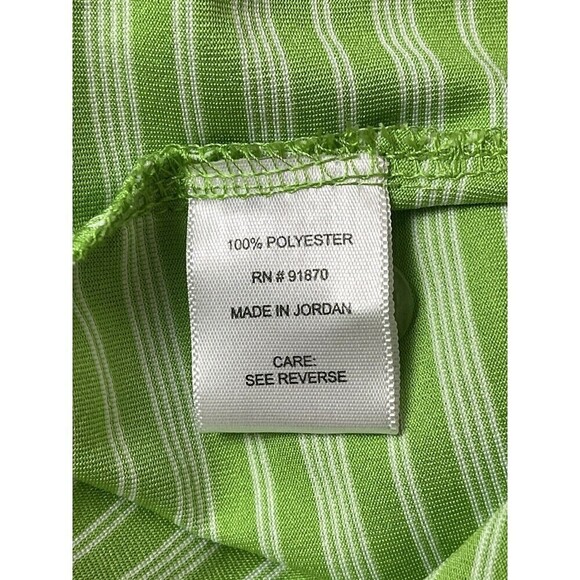 100% POLYESTER
RN # 91870
MADE IN JORDAN
CARE:
SEE REVERSE